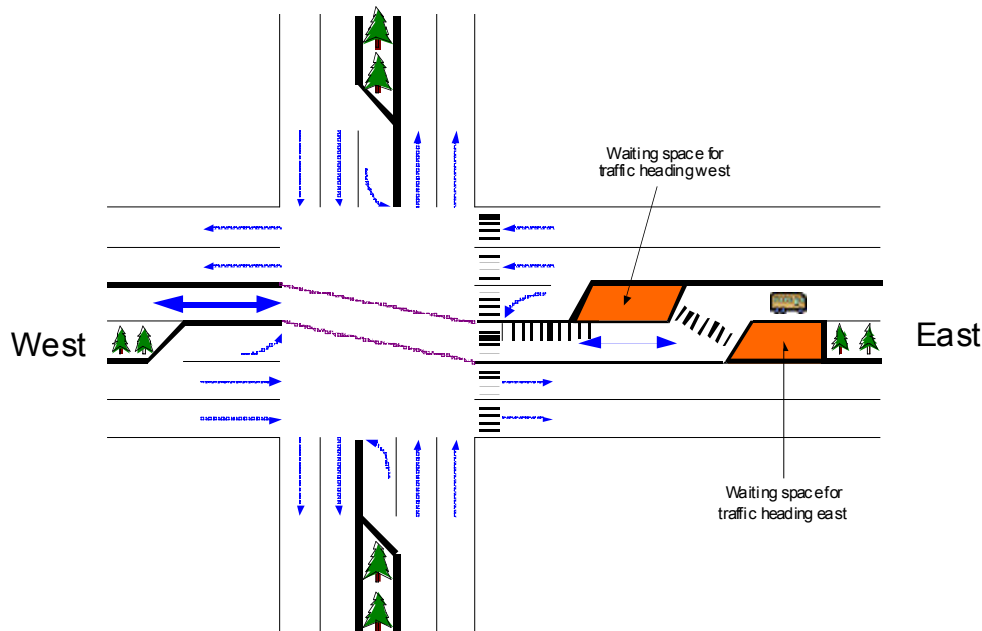 Waiting space for
traffic heading west
West
East
Waiting space for
traffic heading east